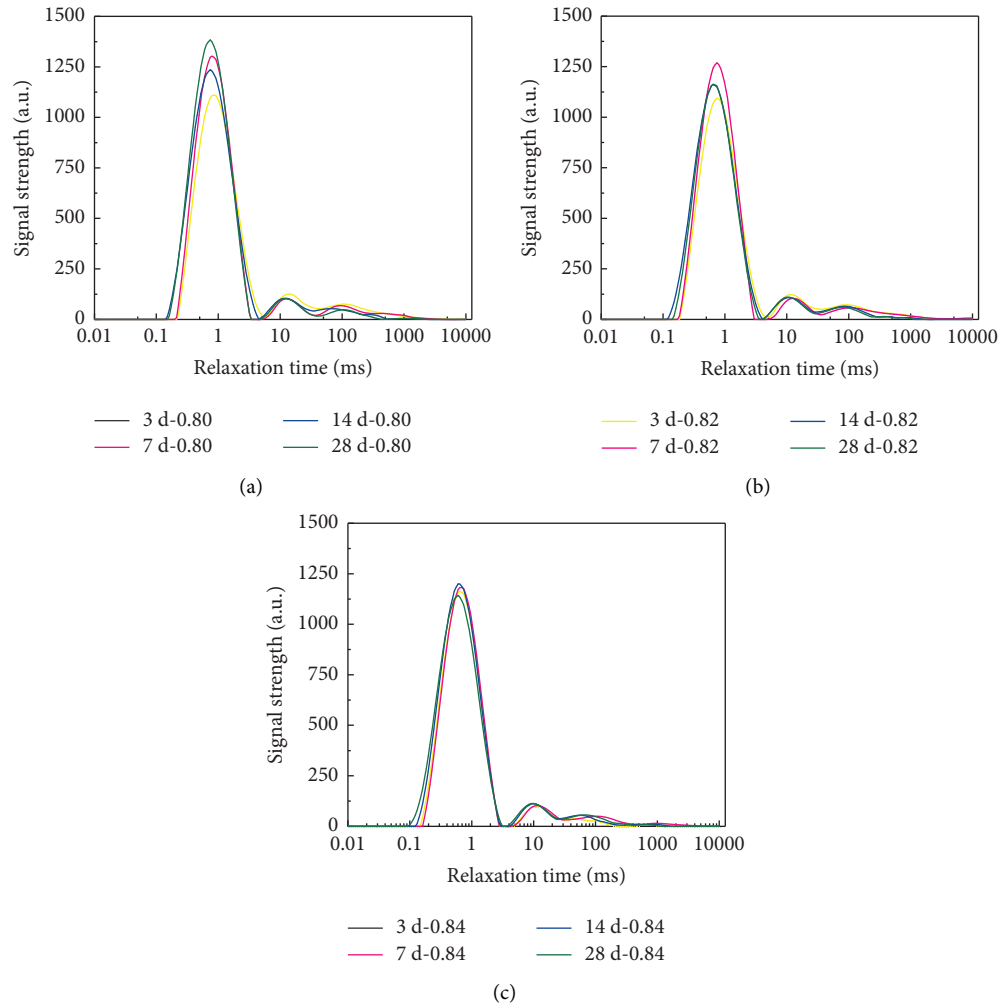 1500
1250
1000
750
500
250
0
Signal strength (a.u.)
0.01 0.1 1 10 100 1000 10000
Relaxation time (ms)
3 d-0.80 14 d-0.80
7 d-0.80 28 d-0.80
(a)
1500
1250
1000
750
500
250
0
Signal strength (a.u.)
0.01 0.1 1 10 100 1000 10000
Relaxation time (ms)
3 d-0.82 14 d-0.82
7 d-0.82 28 d-0.82
(b)
1500
1250
1000
750
500
250
0
Signal strength (a.u.)
0.01 0.1 1 10 100 1000 10000
Relaxation time (ms)
3 d-0.84 14 d-0.84
7 d-0.84 28 d-0.84
(c)